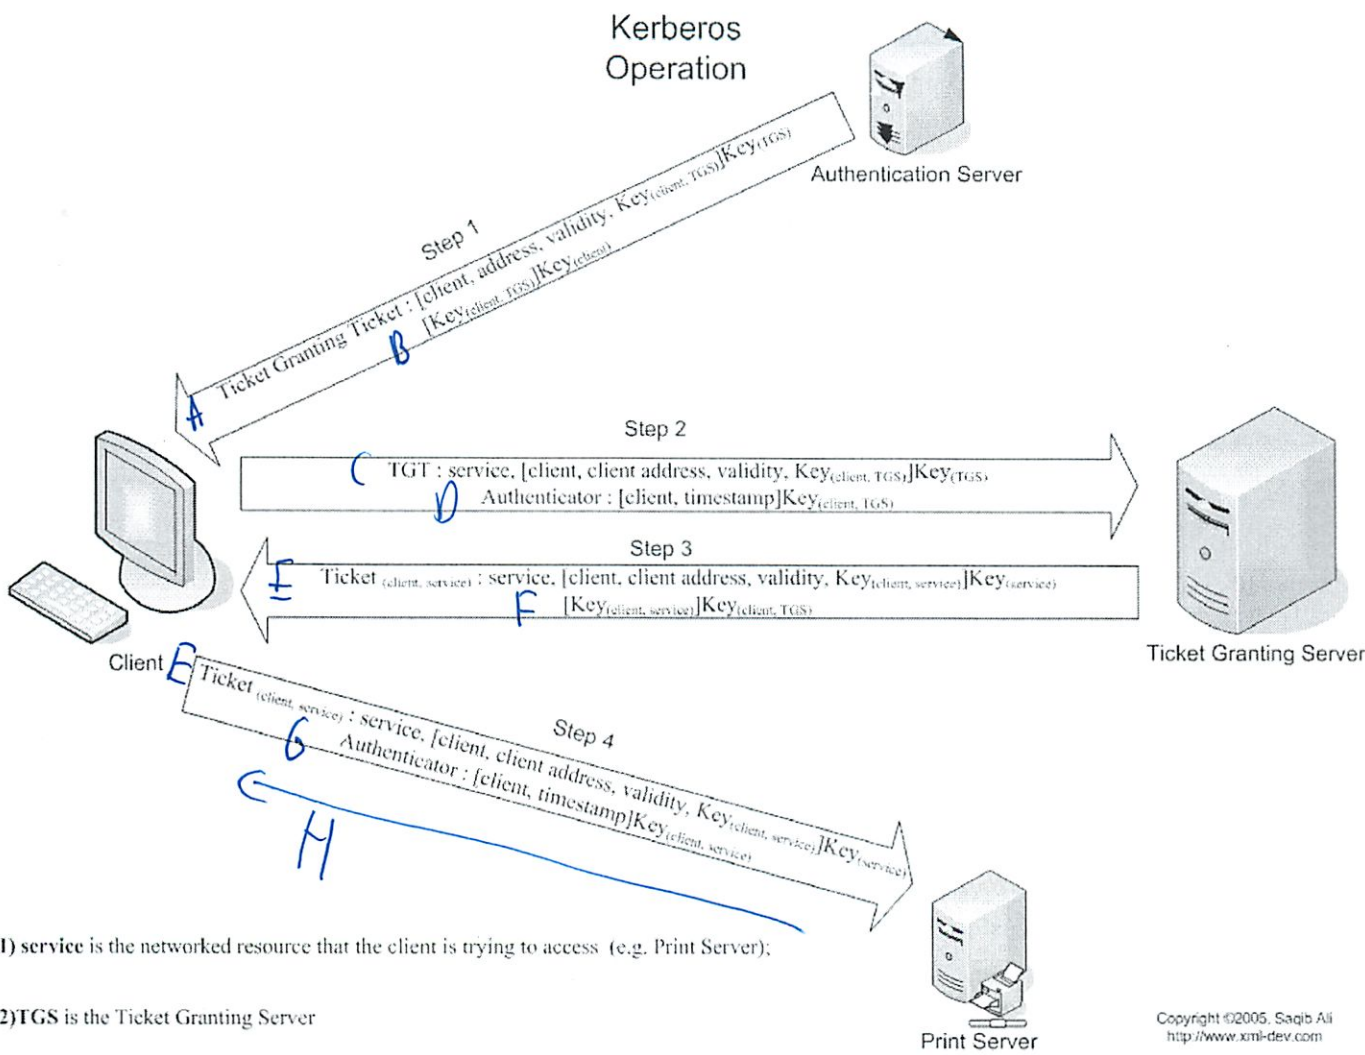 Kerberos
Operation
Authentication Server
Step 1
A Ticket Granting Ticket : [client, address, validity, Key(client, TGS)]Key(TGS)
B [Key(client, TGS)]Key(client)
Step 2
C TGT : service, [client, client address, validity, Key(client, TGS)]Key(TGS)
D Authenticator : [client, timestamp]Key(client, TGS)
Step 3
E Ticket (client, service) : service, [client, client address, validity, Key(client, service)]Key(service)
F [Key(client, service)]Key(client, TGS)
Ticket Granting Server
Client
Step 4
E Ticket (client, service) : service, [client, client address, validity, Key(client, service)]Key(service)
G Authenticator : [client, timestamp]Key(client, service)
H
1) service is the networked resource that the client is trying to access (e.g. Print Server);
2)TGS is the Ticket Granting Server
Print Server
Copyright ©2005, Saqib Ali
http://www.xml-dev.com